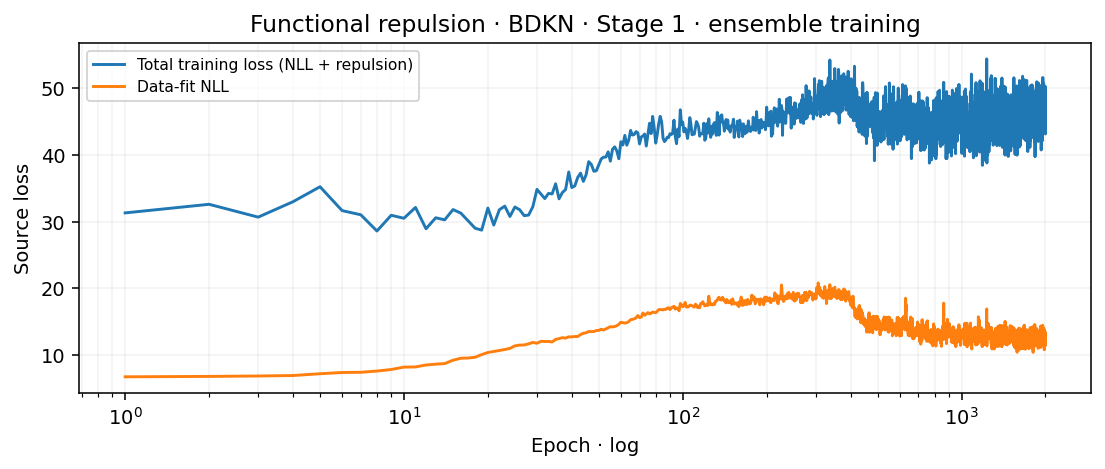 Functional repulsion · BDKN · Stage 1 · ensemble training
Total training loss (NLL + repulsion)
Data-fit NLL
Source loss
50
40
30
20
10
10⁰
10¹
10²
10³
Epoch · log